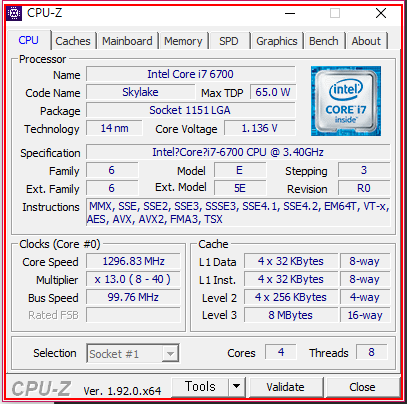 CPU-Z
CPU Caches Mainboard Memory SPD Graphics Bench About
Processor
Name Intel Core i7 6700
Code Name Skylake Max TDP 65.0 W
Package Socket 1151 LGA
Technology 14 nm Core Voltage 1.136 V
intel
CORE i7
inside
Specification Intel?Core?i7-6700 CPU @ 3.40GHz
Family 6 Model E Stepping 3
Ext. Family 6 Ext. Model 5E Revision R0
Instructions MMX, SSE, SSE2, SSE3, SSSE3, SSE4.1, SSE4.2, EM64T, VT-x,
AES, AVX, AVX2, FMA3, TSX
Clocks (Core #0)
Core Speed 1296.83 MHz
Multiplier x 13.0 ( 8 - 40 )
Bus Speed 99.76 MHz
Rated FSB
Cache
L1 Data 4 x 32 KBytes 8-way
L1 Inst. 4 x 32 KBytes 8-way
Level 2 4 x 256 KBytes 4-way
Level 3 8 MBytes 16-way
Selection Socket #1 Cores 4 Threads 8
CPU-Z Ver. 1.92.0.x64 Tools Validate Close